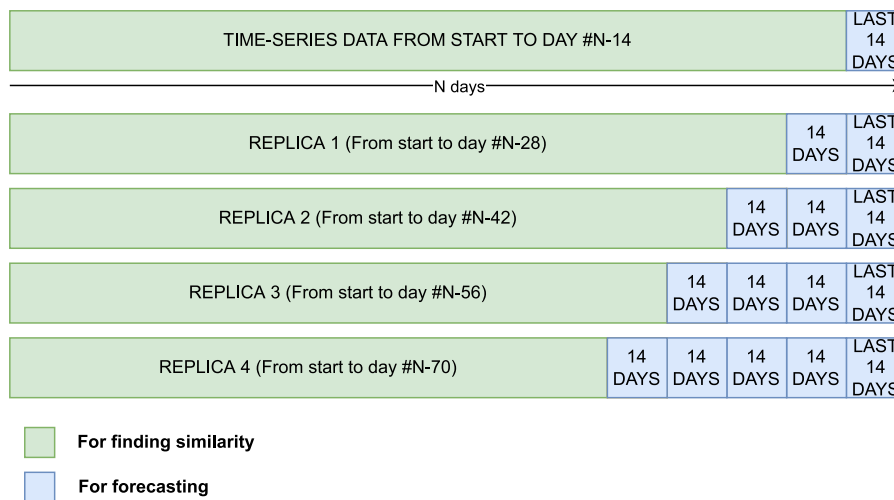 TIME-SERIES DATA FROM START TO DAY #N-14
LAST
14
DAYS
N days
REPLICA 1 (From start to day #N-28)
14
DAYS
LAST
14
DAYS
REPLICA 2 (From start to day #N-42)
14
DAYS
14
DAYS
LAST
14
DAYS
REPLICA 3 (From start to day #N-56)
14
DAYS
14
DAYS
14
DAYS
LAST
14
DAYS
REPLICA 4 (From start to day #N-70)
14
DAYS
14
DAYS
14
DAYS
14
DAYS
LAST
14
DAYS
For finding similarity
For forecasting